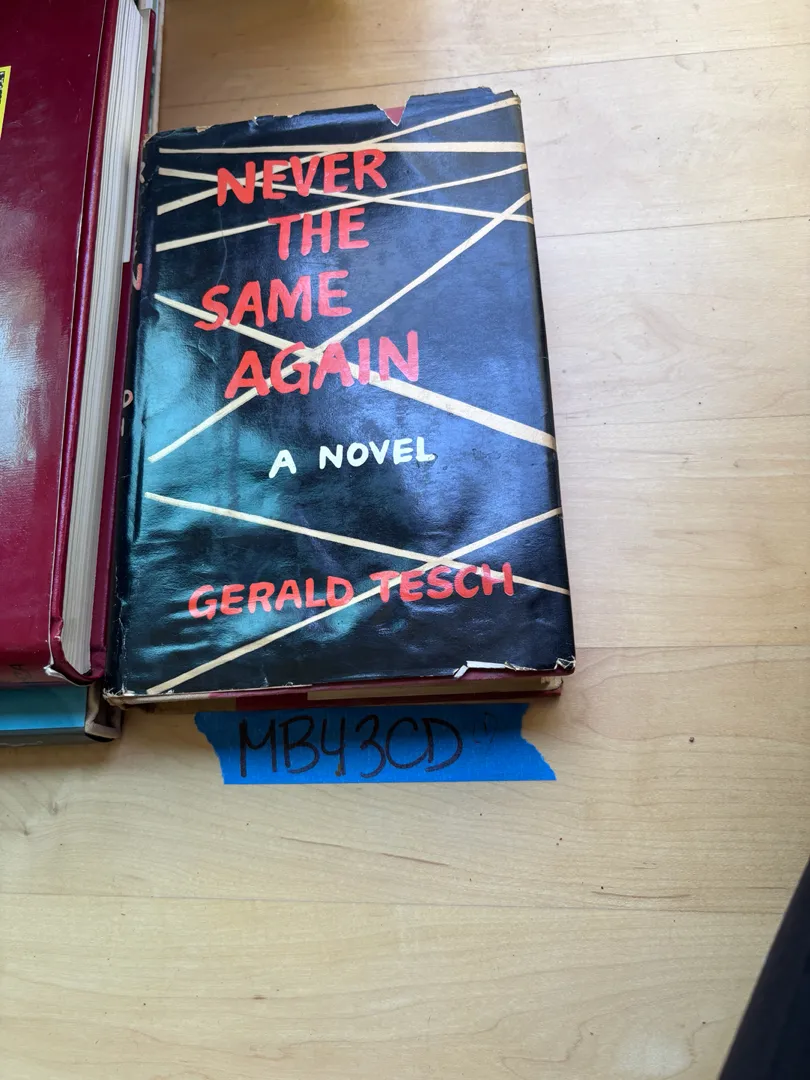 NEVER
THE
SAME
AGAIN
A NOVEL
GERALD TESCH
MB43CD